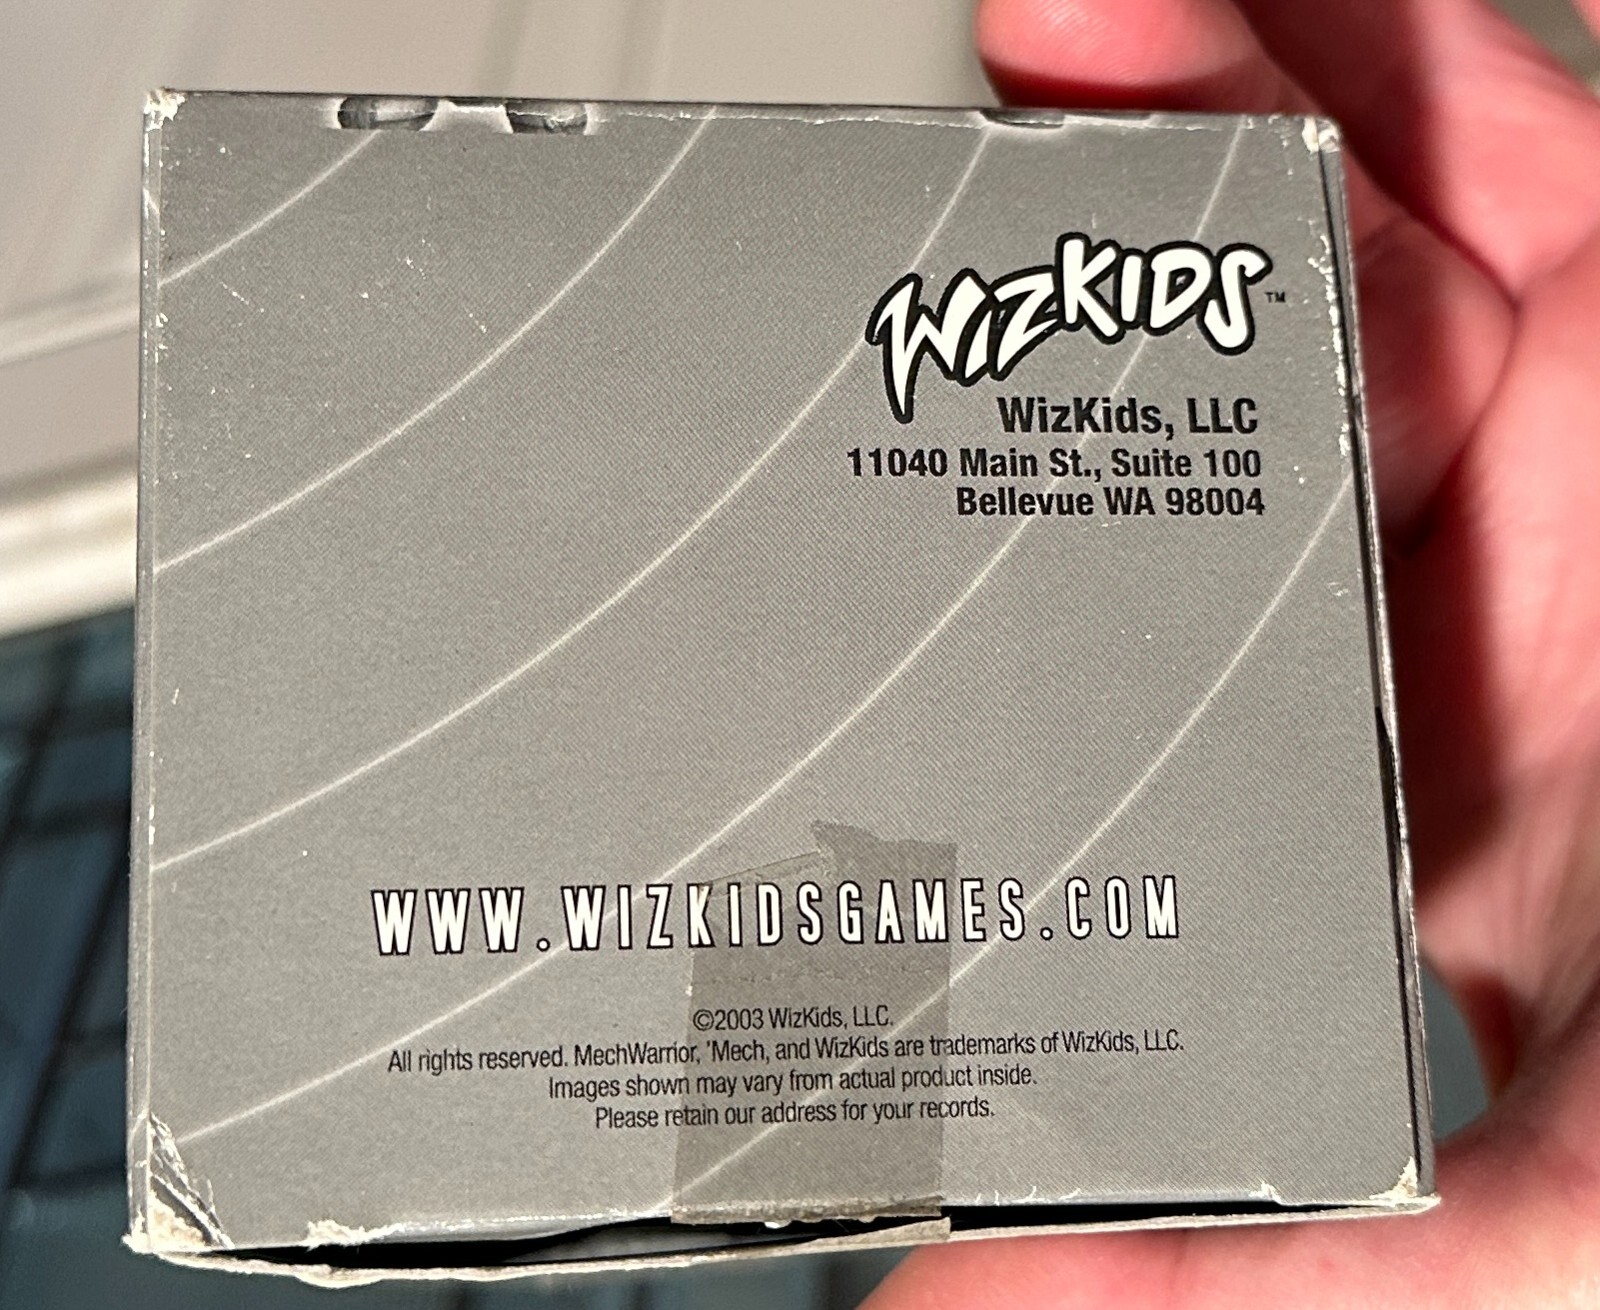 WIZKIDS™
WizKids, LLC
11040 Main St., Suite 100
Bellevue WA 98004
WWW.WIZKIDSGAMES.COM
©2003 WizKids, LLC.
All rights reserved. MechWarrior, 'Mech, and WizKids are trademarks of WizKids, LLC.
Images shown may vary from actual product inside.
Please retain our address for your records.